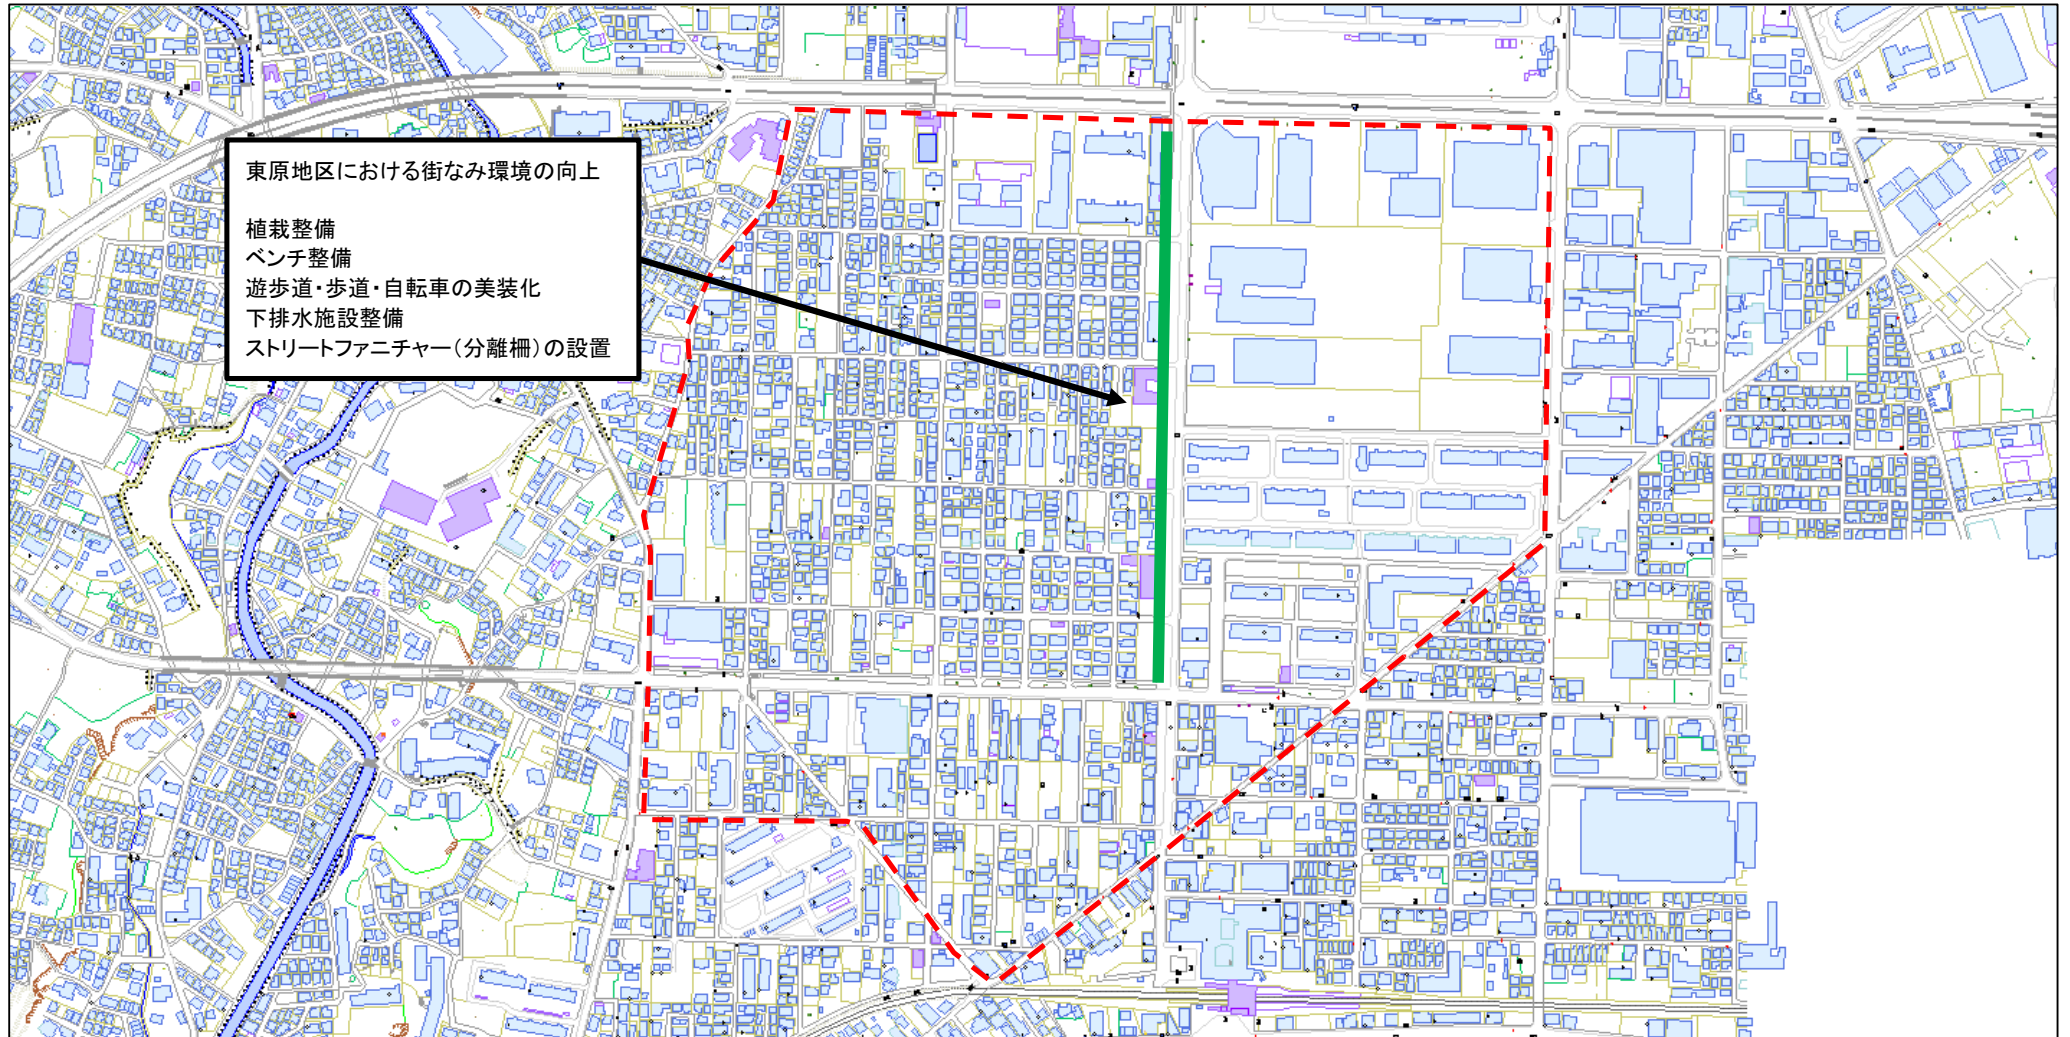 東原地区における街なみ環境の向上
植栽整備
ベンチ整備
遊歩道・歩道・自転車の美装化
下排水施設整備
ストリートファニチャー(分離柵)の設置